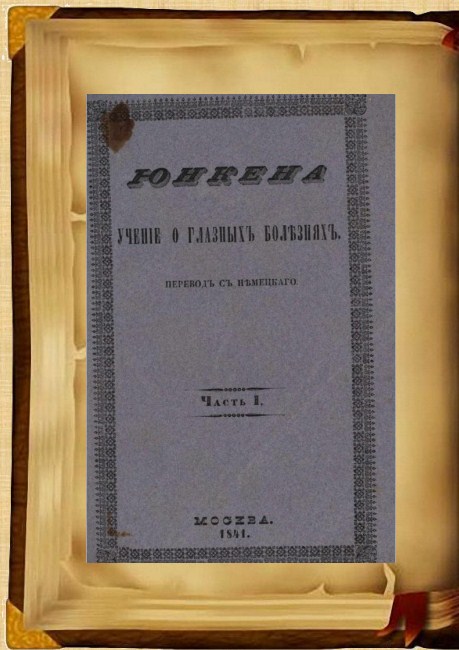 ЮНКЕНА
УЧЕНІЕ О ГЛАЗНЫХЪ БОЛѢЗНЯХЪ.
ПЕРЕВОДЪ СЪ НѢМЕЦКАГО
ЧАСТЬ I.
МОСКВА.
1841.